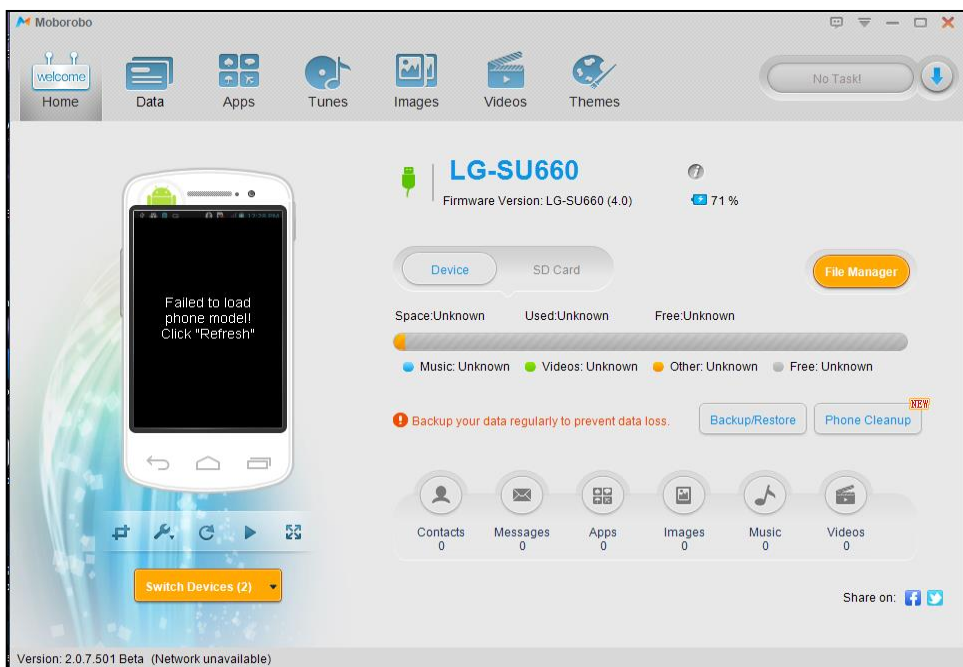 Moborobo
welcome
Home Data Apps Tunes Images Videos Themes
No Task!
LG-SU660
Firmware Version: LG-SU660 (4.0)
71 %
12:28 PM
Failed to load
phone model!
Click "Refresh"
Device SD Card
File Manager
Space:Unknown Used:Unknown Free:Unknown
Music: Unknown Videos: Unknown Other: Unknown Free: Unknown
Backup your data regularly to prevent data loss.
Backup/Restore
Phone Cleanup
NEW
Contacts Messages Apps Images Music Videos
0 0 0 0 0 0
Switch Devices (2)
Share on:
Version: 2.0.7.501 Beta (Network unavailable)